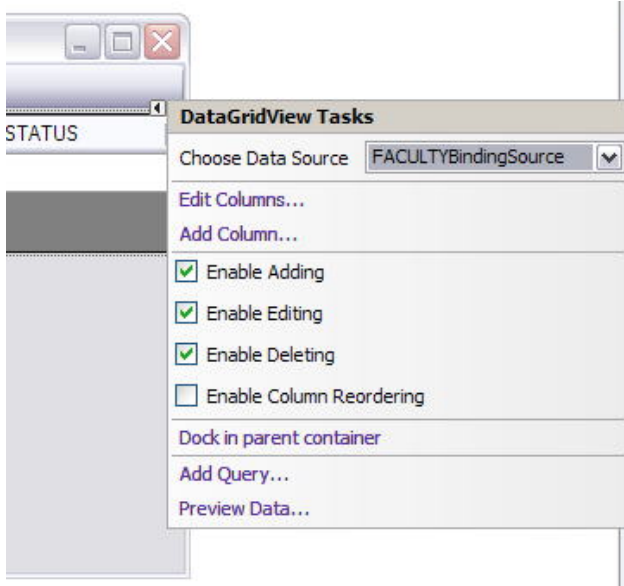 STATUS
DataGridView Tasks
Choose Data Source FACULTYBindingSource
Edit Columns...
Add Column...
Enable Adding
Enable Editing
Enable Deleting
Enable Column Reordering
Dock in parent container
Add Query...
Preview Data...